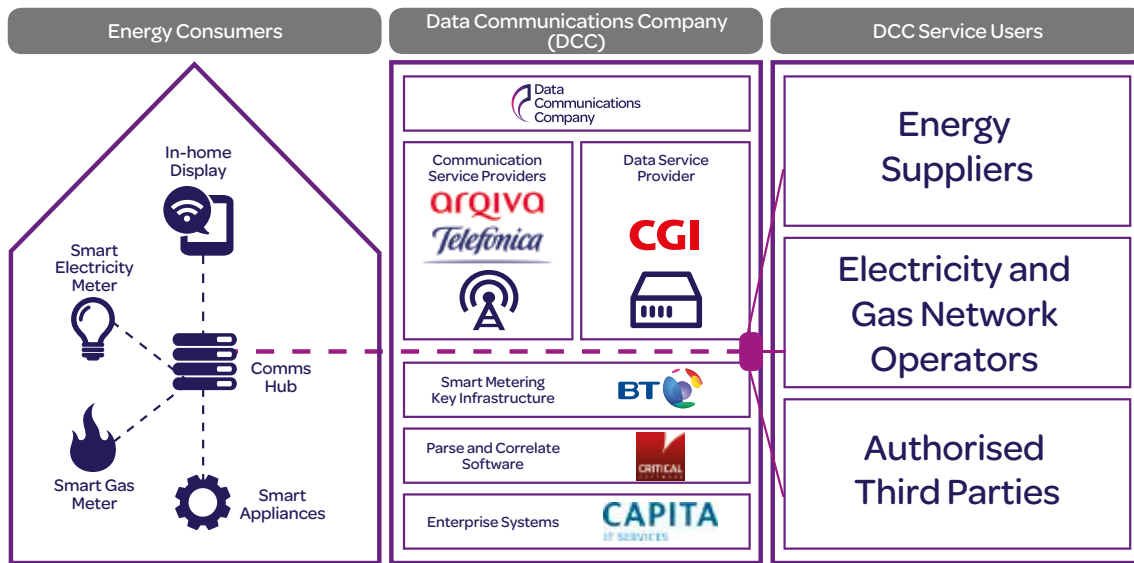 Energy Consumers
Data Communications Company
(DCC)
DCC Service Users
In-home
Display
Smart
Electricity
Meter
Comms
Hub
Smart Gas
Meter
Smart
Appliances
Data
Communications
Company
Communication
Service Providers
arqiva
Telefónica
Data Service
Provider
CGI
Smart Metering
Key Infrastructure
BT
Parse and Correlate
Software
CRITICAL
SOFTWARE
Enterprise Systems
CAPITA
IT SERVICES
Energy
Suppliers
Electricity and
Gas Network
Operators
Authorised
Third Parties